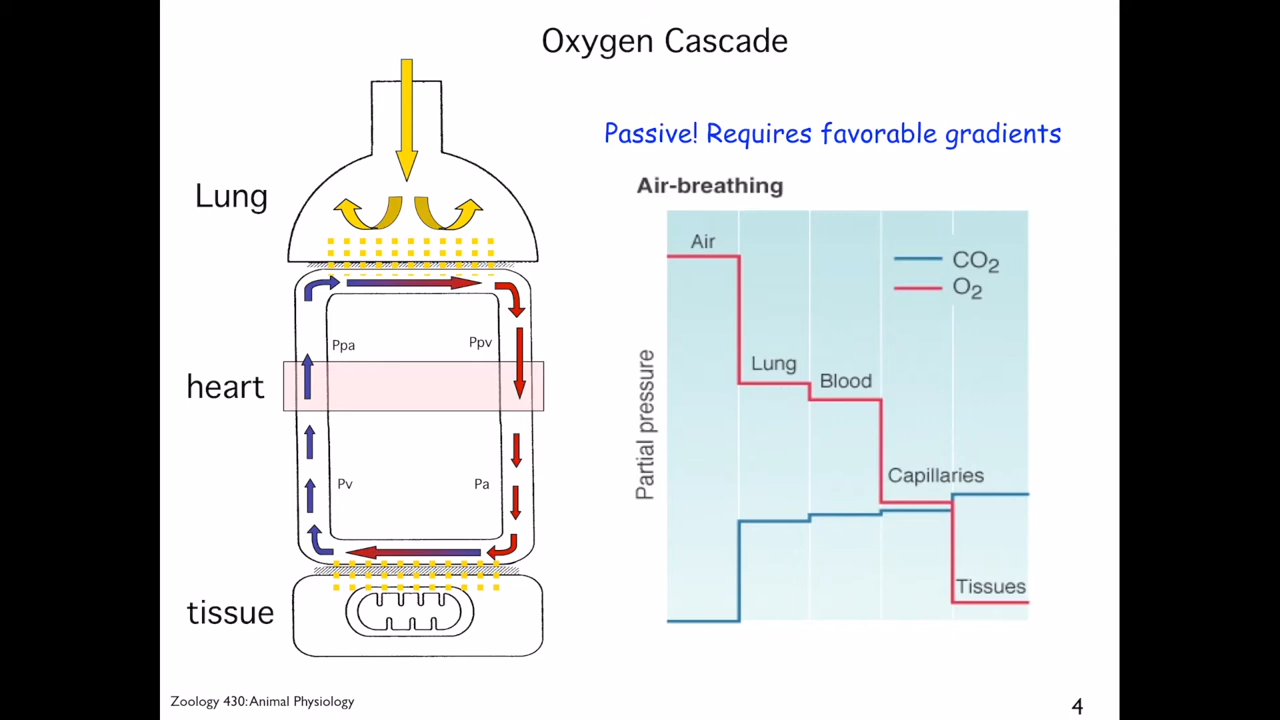 Oxygen Cascade
Passive! Requires favorable gradients
Lung
heart
tissue
Ppa
Ppv
Pv
Pa
Air-breathing
Air
CO2
O2
Lung
Blood
Capillaries
Tissues
Partial pressure
Zoology 430: Animal Physiology
4